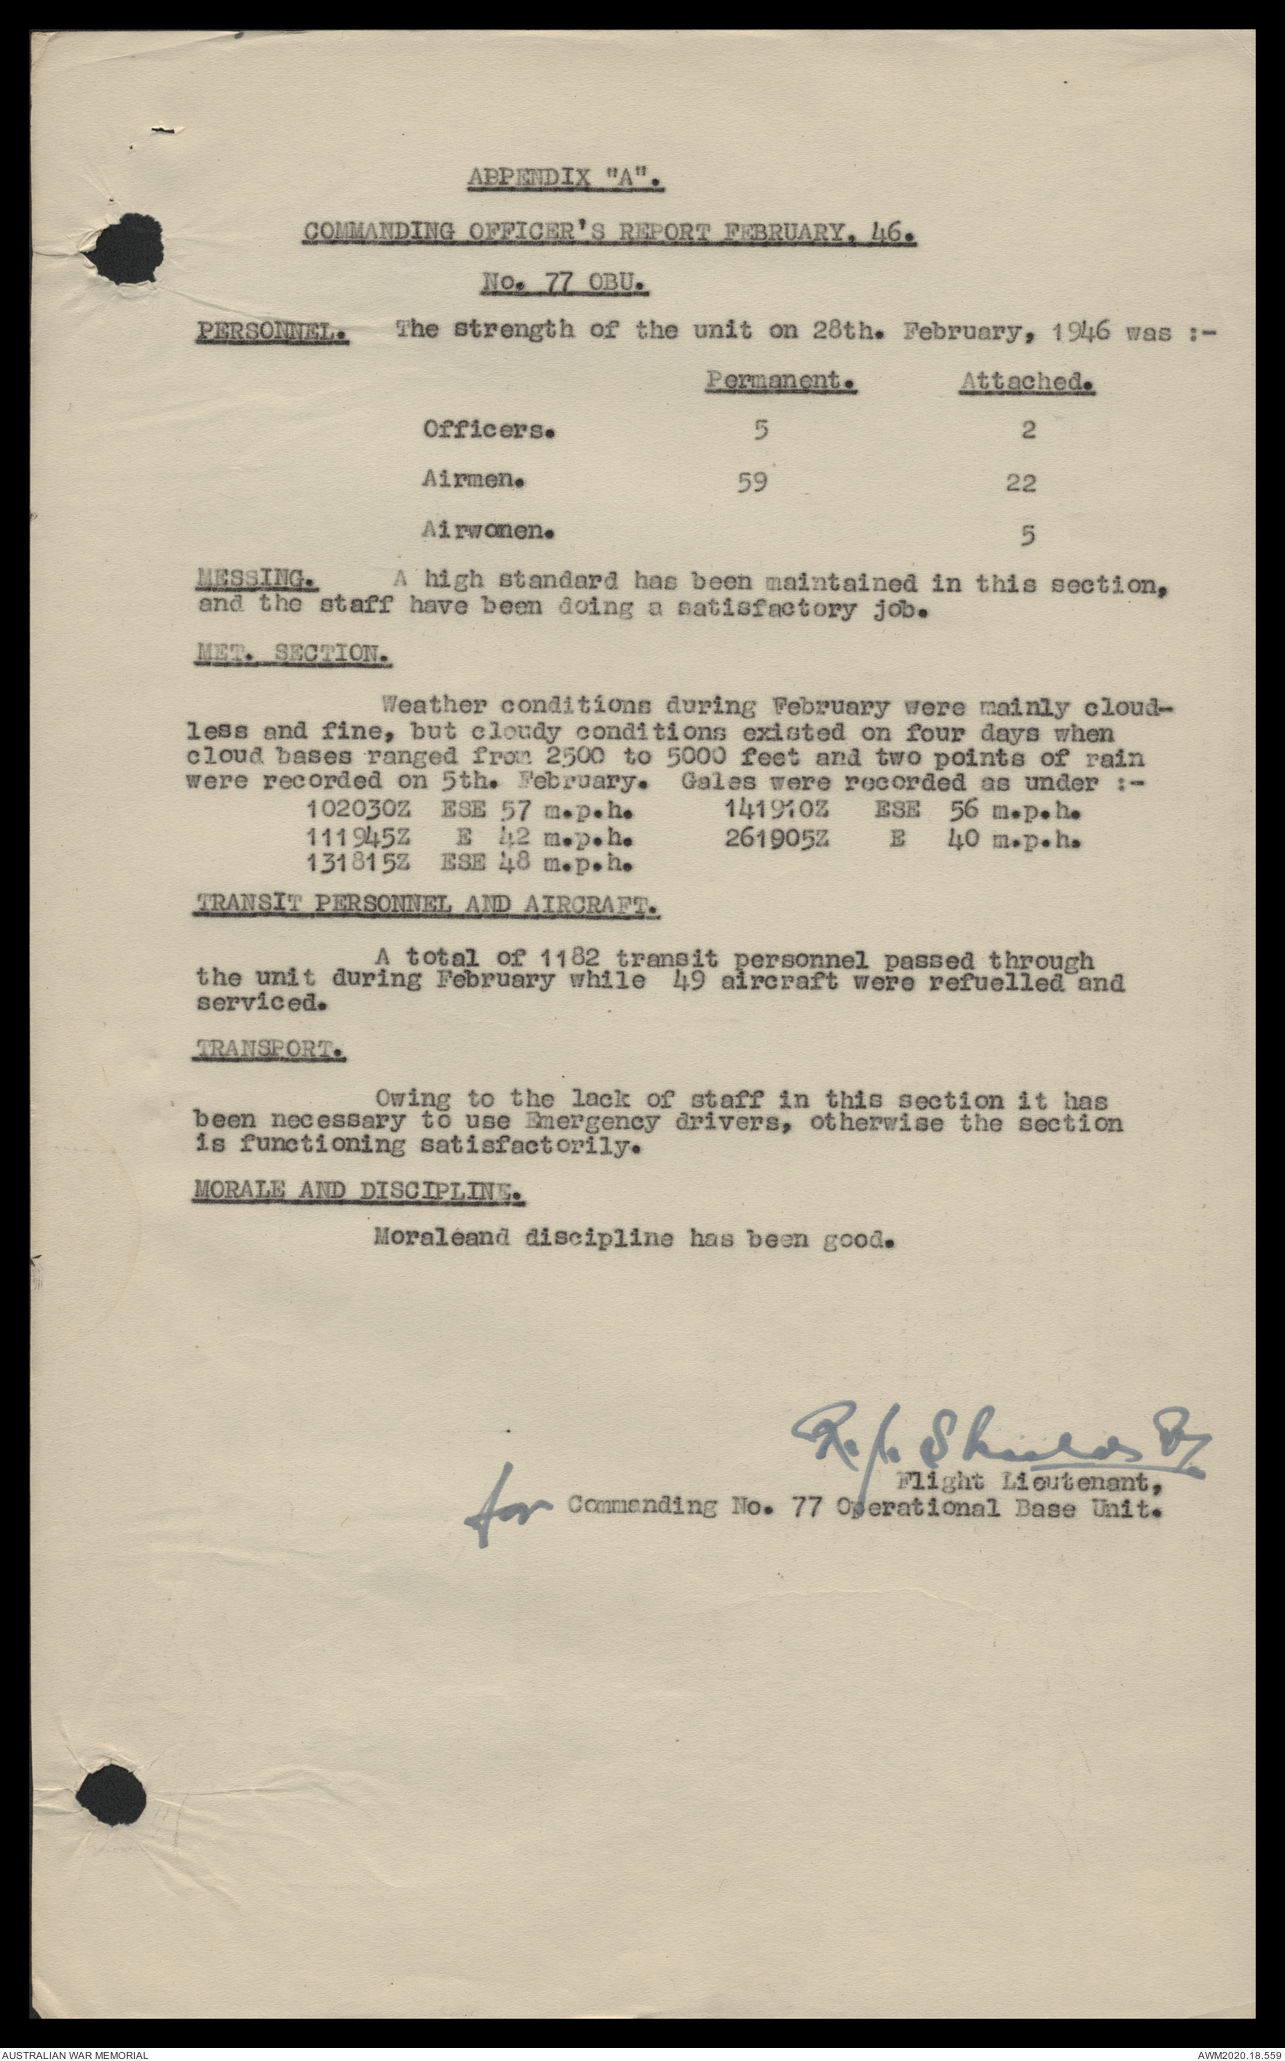 APPENDIX "A".
COMMANDING OFFICER'S REPORT FEBRUARY, 46.
No. 77 OBU.
PERSONNEL. The strength of the unit on 28th. February, 1946 was :-
Permanent. Attached.
Officers. 5 2
Airmen. 59 22
Airwomen. 5
MESSING. A high standard has been maintained in this section,
and the staff have been doing a satisfactory job.
MET. SECTION.
Weather conditions during February were mainly cloud-
less and fine, but cloudy conditions existed on four days when
cloud bases ranged from 2500 to 5000 feet and two points of rain
were recorded on 5th. February. Gales were recorded as under :-
102030Z ESE 57 m.p.h. 141910Z ESE 56 m.p.h.
111945Z E 42 m.p.h. 261905Z E 40 m.p.h.
131815Z ESE 48 m.p.h.
TRANSIT PERSONNEL AND AIRCRAFT.
A total of 1182 transit personnel passed through
the unit during February while 49 aircraft were refuelled and
serviced.
TRANSPORT.
Owing to the lack of staff in this section it has
been necessary to use Emergency drivers, otherwise the section
is functioning satisfactorily.
MORALE AND DISCIPLINE.
Moraleand discipline has been good.
R. J. Shields
Flight Lieutenant,
for Commanding No. 77 Operational Base Unit.
AUSTRALIAN WAR MEMORIAL AWM2020.18.559